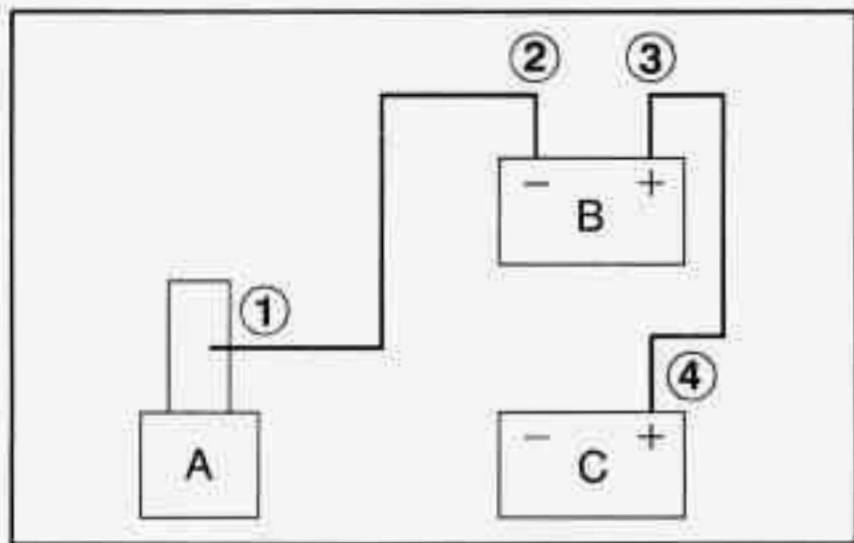 ② ③
− +
B
①
④
− +
A C